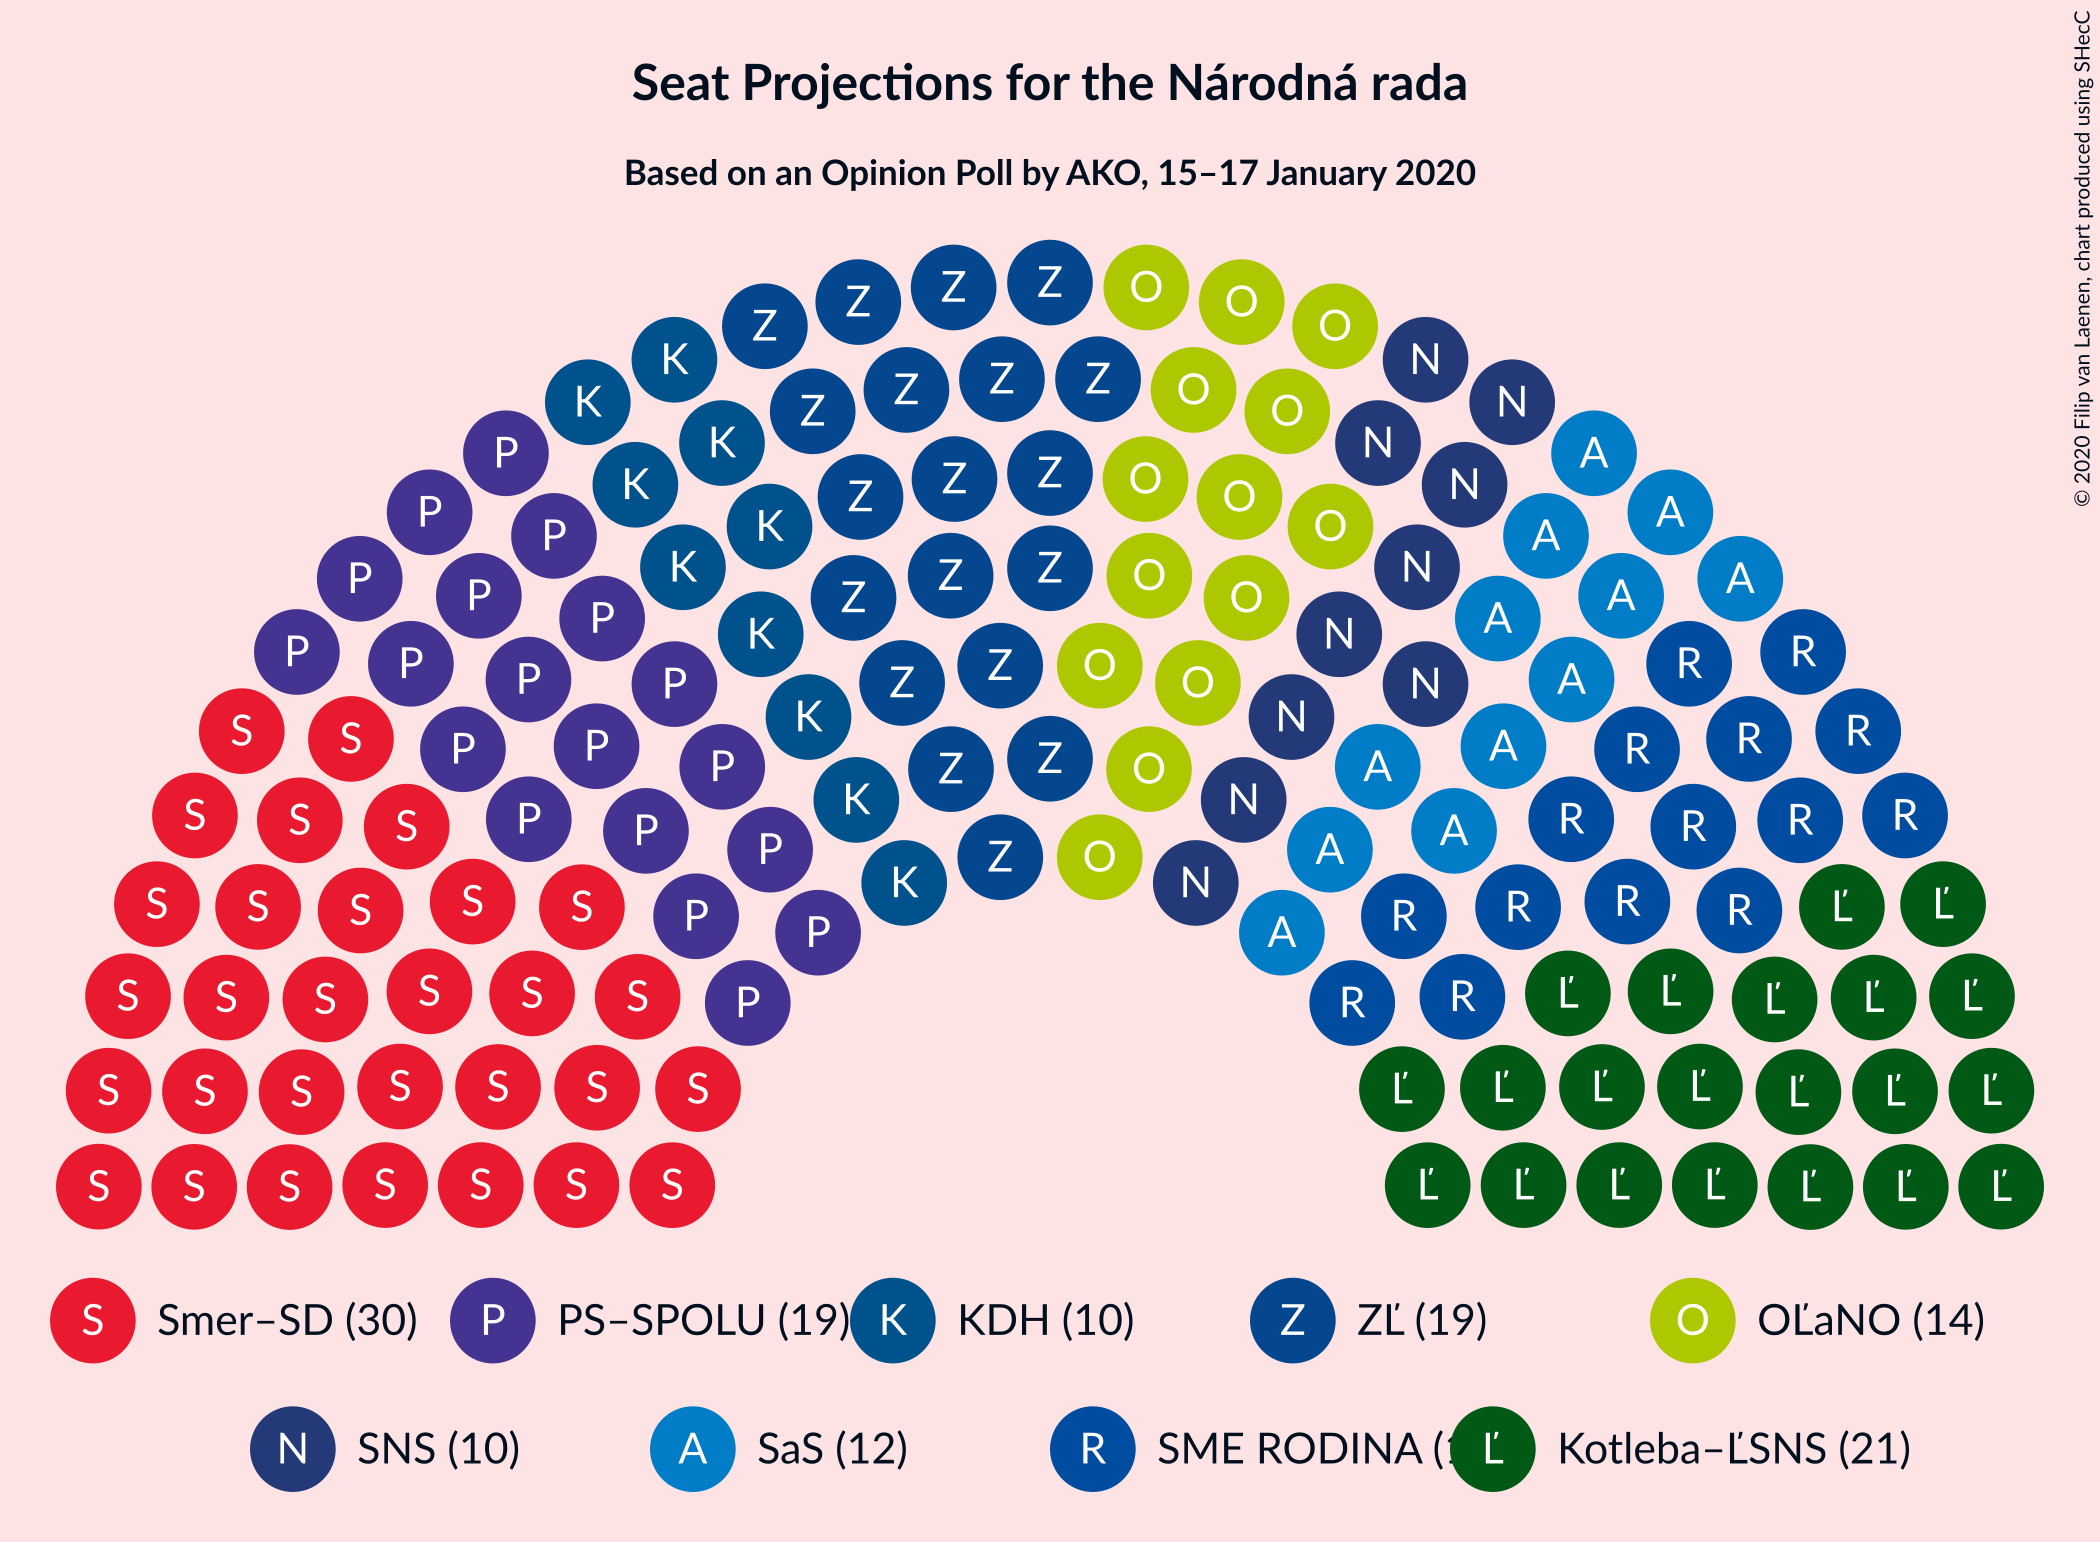 Seat Projections for the Národná rada
Based on an Opinion Poll by AKO, 15–17 January 2020
© 2020 Filip van Laenen, chart produced using SHecC
Z Z Z Z O O O
K K N N
Z Z Z Z O O
K K N N
P A
Z Z Z O O O
P K K N A
P A
Z Z Z O O
P P K N A A
P P K Z Z O O N A R R
P P P N A R
S S P P K N A R R R
P P Z Z O A A
S S S P P P K N A A R R R R
P Z O A
S S S S S P P K N A R R R R Ľ Ľ
S S S S S S P R R Ľ Ľ Ľ Ľ Ľ
S S S S S S S Ľ Ľ Ľ Ľ Ľ Ľ Ľ
S S S S S S S Ľ Ľ Ľ Ľ Ľ Ľ Ľ
S Smer–SD (30) P PS–SPOLU (19) K KDH (10) Z ZĽ (19) O OĽaNO (14)
N SNS (10) A SaS (12) R SME RODINA ( Ľ Kotleba–ĽSNS (21)